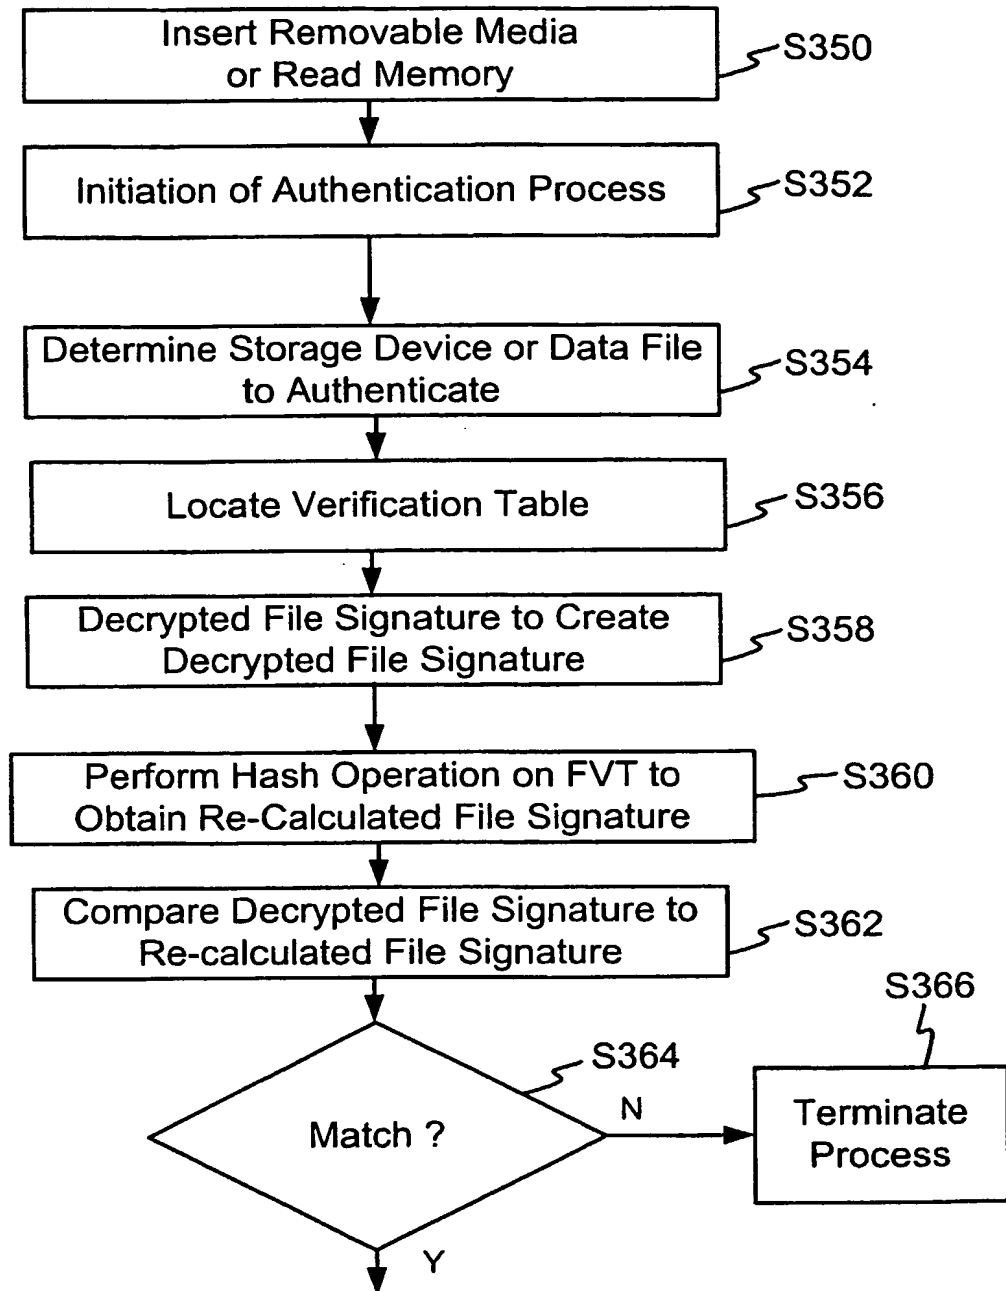 Insert Removable Media
or Read Memory
S350
Initiation of Authentication Process
S352
Determine Storage Device or Data File
to Authenticate
S354
Locate Verification Table
S356
Decrypted File Signature to Create
Decrypted File Signature
S358
Perform Hash Operation on FVT to
Obtain Re-Calculated File Signature
S360
Compare Decrypted File Signature to
Re-calculated File Signature
S362
S366
S364
Match ?
N
Terminate
Process
Y